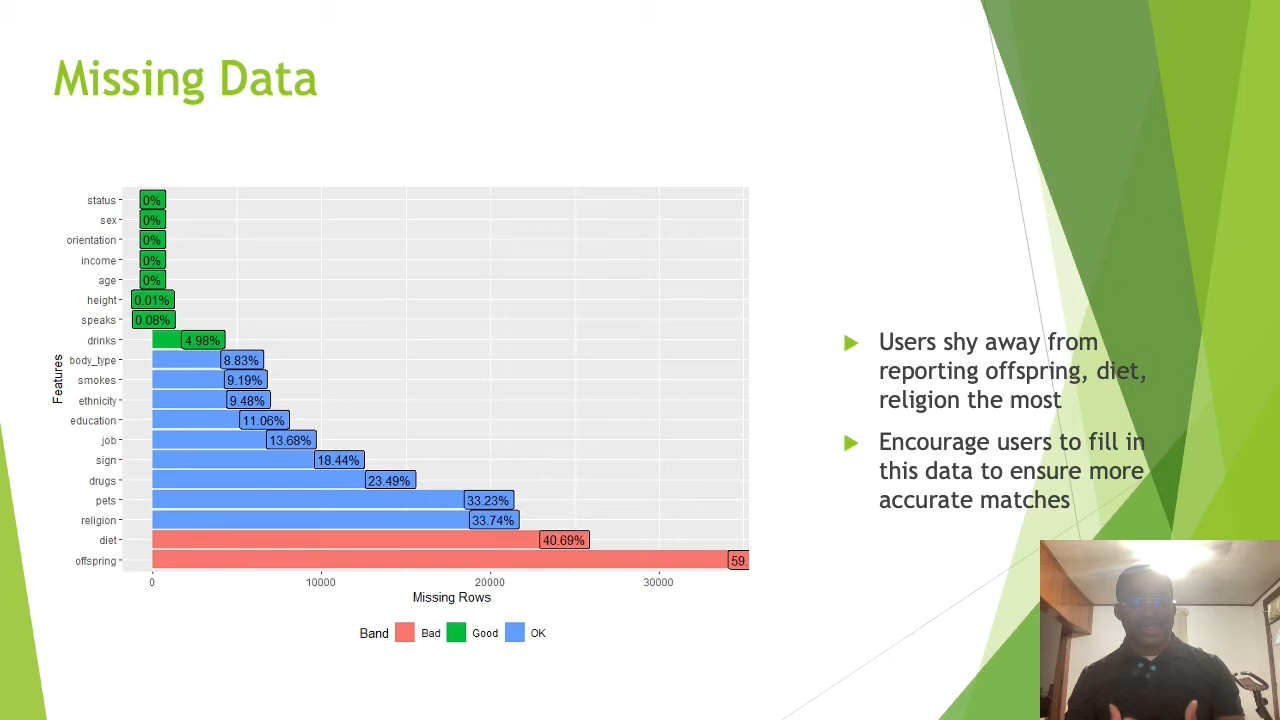 Missing Data
status 0%
sex 0%
orientation 0%
income 0%
age 0%
height 0.01%
speaks 0.08%
drinks 4.98%
body_type 8.83%
smokes 9.19%
ethnicity 9.48%
education 11.06%
job 13.68%
sign 18.44%
drugs 23.49%
pets 33.23%
religion 33.74%
diet 40.69%
offspring 59.
Features
0 10000 20000 30000
Missing Rows
Band Bad Good OK
Users shy away from
reporting offspring, diet,
religion the most
Encourage users to fill in
this data to ensure more
accurate matches